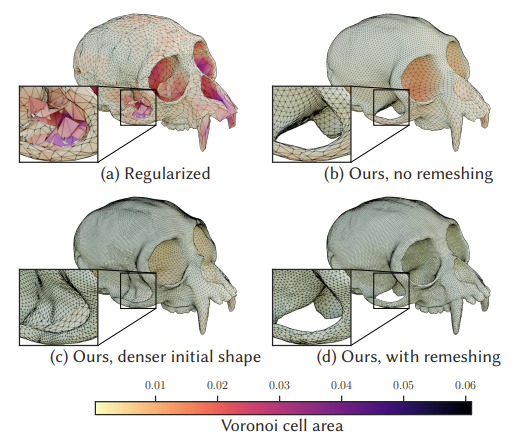 (a) Regularized
(b) Ours, no remeshing
(c) Ours, denser initial shape
(d) Ours, with remeshing
0.01 0.02 0.03 0.04 0.05 0.06
Voronoi cell area